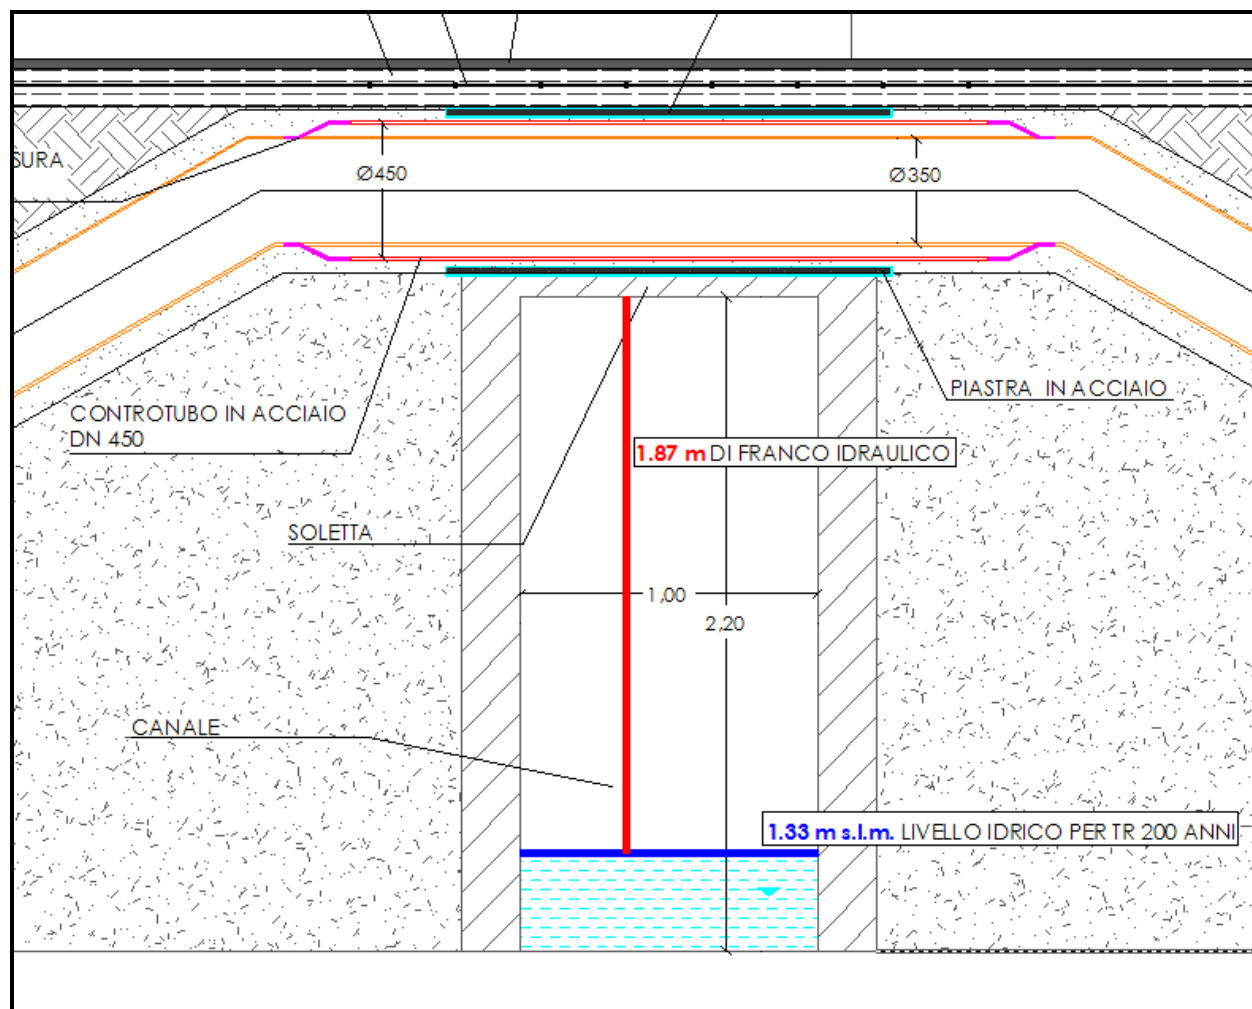 SURA
Ø450
Ø350
CONTROTUBO IN ACCIAIO
DN 450
PIASTRA IN ACCIAIO
1.87 m DI FRANCO IDRAULICO
SOLETTA
1,00
2,20
CANALE
1.33 m s.l.m. LIVELLO IDRICO PER TR 200 ANNI